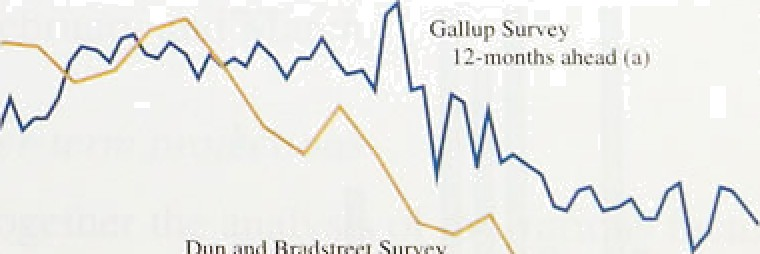 Gallup Survey
12-months ahead (a)
Dun and Bradstreet Survey